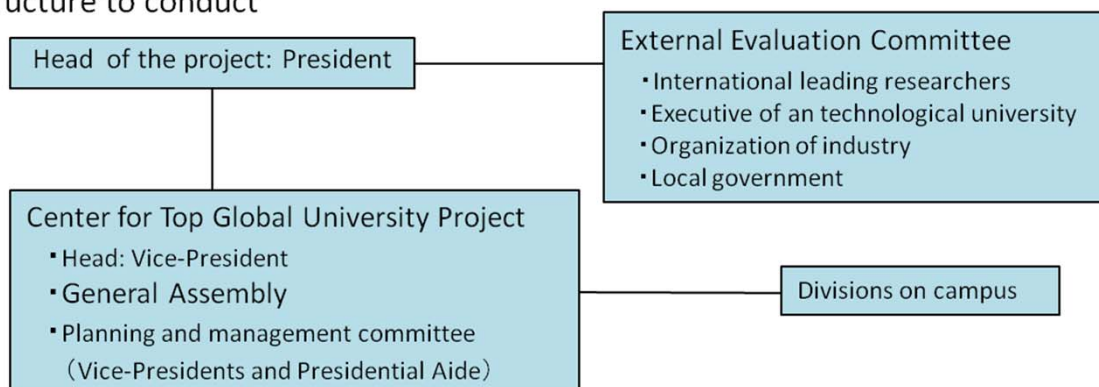 ucture to conduct
Head of the project: President
External Evaluation Committee
・International leading researchers
・Executive of an technological university
・Organization of industry
・Local government
Center for Top Global University Project
・Head: Vice-President
・General Assembly
・Planning and management committee
（Vice-Presidents and Presidential Aide）
Divisions on campus